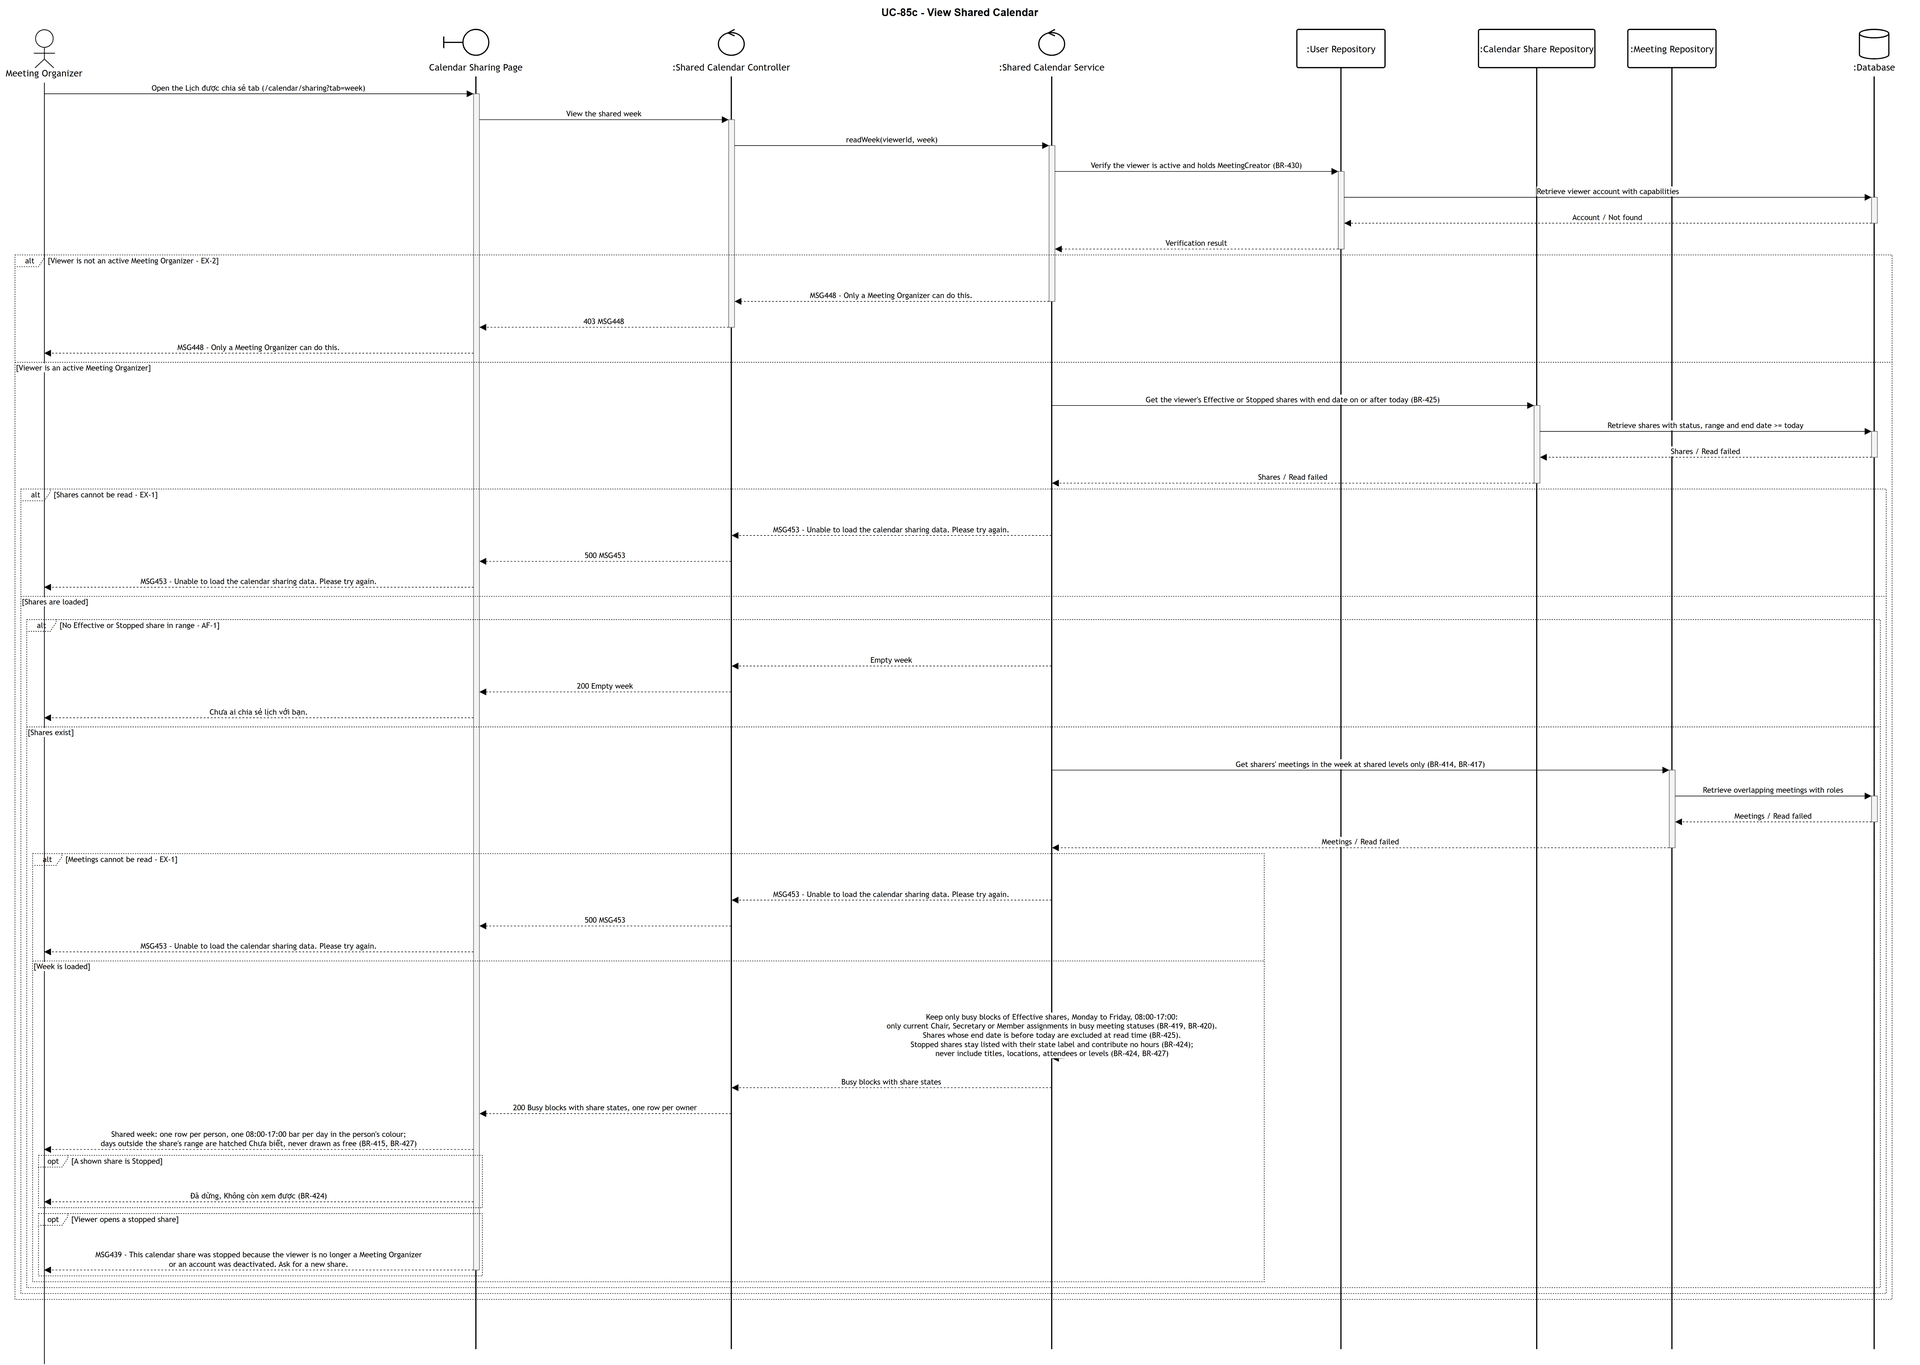 UC-85c - View Shared Calendar
Meeting Organizer
Calendar Sharing Page
:Shared Calendar Controller
:Shared Calendar Service
:User Repository
:Calendar Share Repository
:Meeting Repository
:Database
Open the Lịch được chia sẻ tab (/calendar/sharing?tab=week)
View the shared week
readWeek(viewerId, week)
Verify the viewer is active and holds MeetingCreator (BR-430)
Retrieve viewer account with capabilities
Account / Not found
Verification result
alt
[Viewer is not an active Meeting Organizer - EX-2]
MSG448 - Only a Meeting Organizer can do this.
403 MSG448
MSG448 - Only a Meeting Organizer can do this.
[Viewer is an active Meeting Organizer]
Get the viewer's Effective or Stopped shares with end date on or after today (BR-425)
Retrieve shares with status, range and end date >= today
Shares / Read failed
Shares / Read failed
alt
[Shares cannot be read - EX-1]
MSG453 - Unable to load the calendar sharing data. Please try again.
500 MSG453
MSG453 - Unable to load the calendar sharing data. Please try again.
[Shares are loaded]
alt
[No Effective or Stopped share in range - AF-1]
Empty week
200 Empty week
Chưa ai chia sẻ lịch với bạn.
[Shares exist]
Get sharers' meetings in the week at shared levels only (BR-414, BR-417)
Retrieve overlapping meetings with roles
Meetings / Read failed
Meetings / Read failed
alt
[Meetings cannot be read - EX-1]
MSG453 - Unable to load the calendar sharing data. Please try again.
500 MSG453
MSG453 - Unable to load the calendar sharing data. Please try again.
[Week is loaded]
Keep only busy blocks of Effective shares, Monday to Friday, 08:00-17:00:
only current Chair, Secretary or Member assignments in busy meeting statuses (BR-419, BR-420).
Shares whose end date is before today are excluded at read time (BR-425).
Stopped shares stay listed with their state label and contribute no hours (BR-424);
never include titles, locations, attendees or levels (BR-424, BR-427)
Busy blocks with share states
200 Busy blocks with share states, one row per owner
Shared week: one row per person, one 08:00-17:00 bar per day in the person's colour;
days outside the share's range are hatched Chưa biết, never drawn as free (BR-415, BR-427)
opt
[A shown share is Stopped]
Đã dừng, Không còn xem được (BR-424)
opt
[Viewer opens a stopped share]
MSG439 - This calendar share was stopped because the viewer is no longer a Meeting Organizer
or an account was deactivated. Ask for a new share.